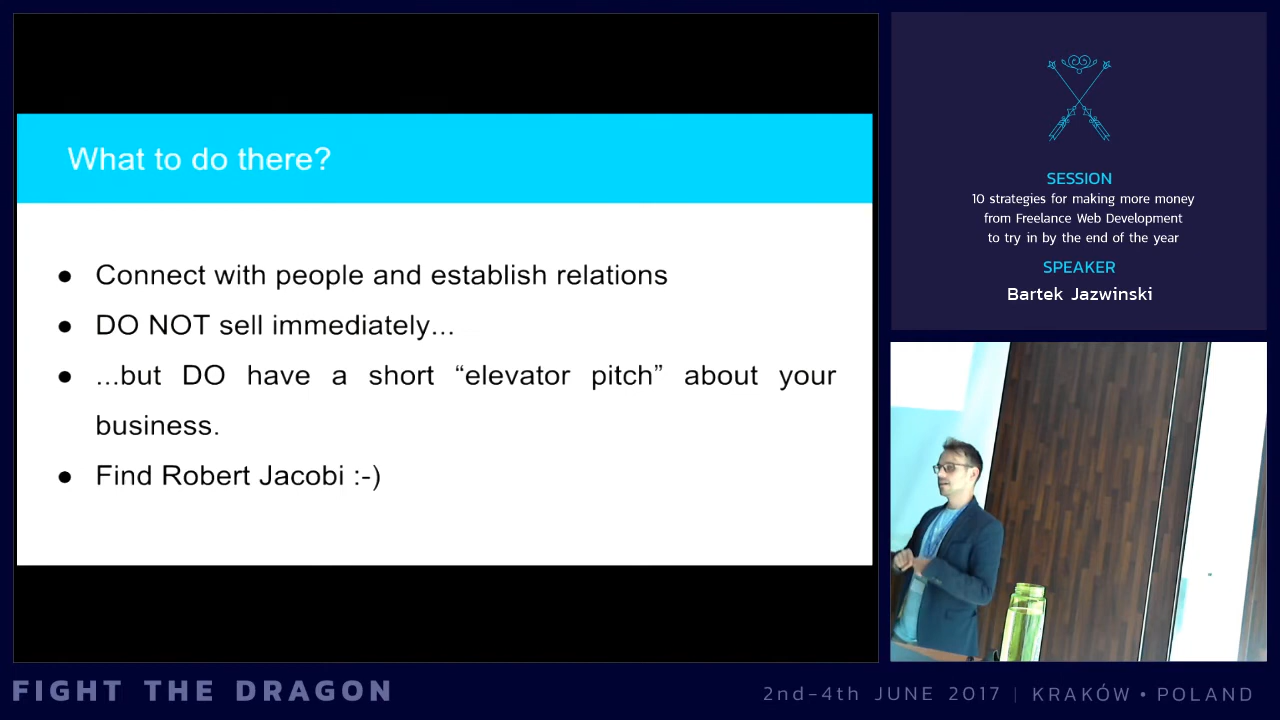 What to do there?
● Connect with people and establish relations
● DO NOT sell immediately...
● ...but DO have a short “elevator pitch” about your
business.
● Find Robert Jacobi :-)
SESSION
10 strategies for making more money
from Freelance Web Development
to try in by the end of the year
SPEAKER
Bartek Jazwinski
FIGHT THE DRAGON
2nd-4th JUNE 2017 | KRAKÓW • POLAND